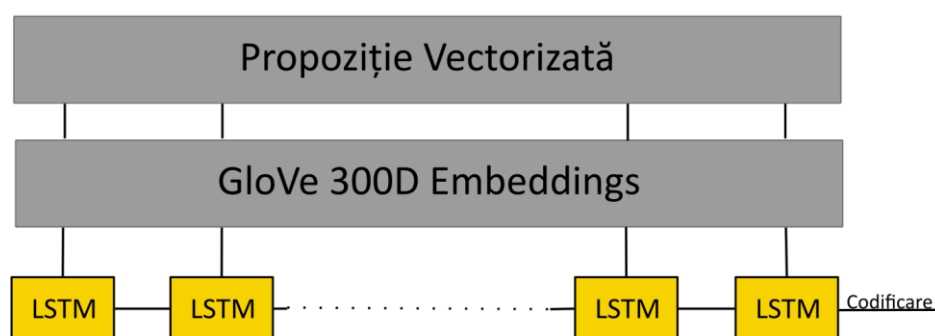 Propoziție Vectorizată
GloVe 300D Embeddings
LSTM LSTM LSTM LSTM Codificare